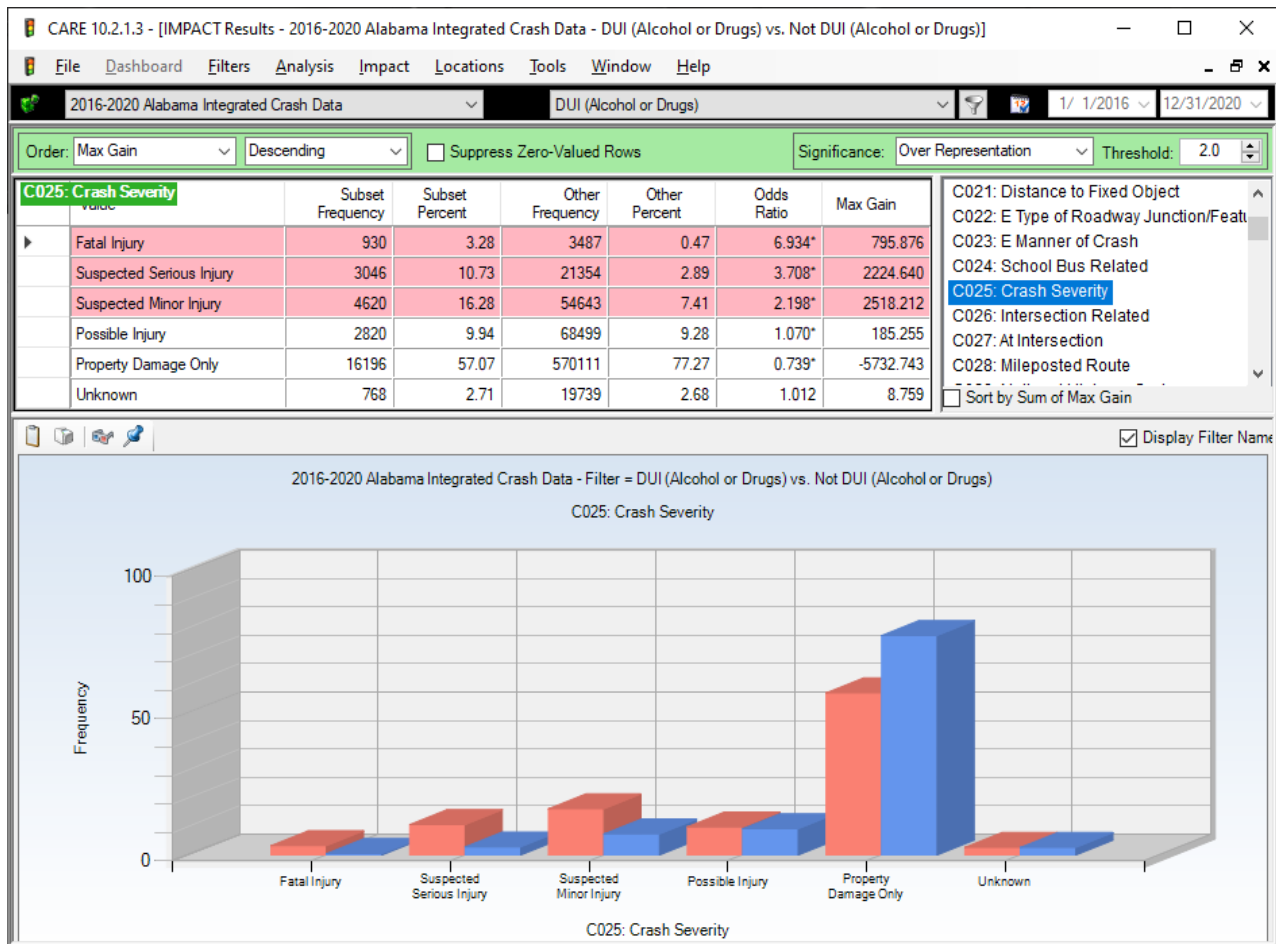 CARE 10.2.1.3 - [IMPACT Results - 2016-2020 Alabama Integrated Crash Data - DUI (Alcohol or Drugs) vs. Not DUI (Alcohol or Drugs)]
File Dashboard Filters Analysis Impact Locations Tools Window Help
2016-2020 Alabama Integrated Crash Data DUI (Alcohol or Drugs) 1/ 1/2016 12/31/2020
Order: Max Gain Descending Suppress Zero-Valued Rows Significance: Over Representation Threshold: 2.0
C025: Crash Severity Subset Frequency Subset Percent Other Frequency Other Percent Odds Ratio Max Gain
Fatal Injury 930 3.28 3487 0.47 6.934* 795.876
Suspected Serious Injury 3046 10.73 21354 2.89 3.708* 2224.640
Suspected Minor Injury 4620 16.28 54643 7.41 2.198* 2518.212
Possible Injury 2820 9.94 68499 9.28 1.070* 185.255
Property Damage Only 16196 57.07 570111 77.27 0.739* -5732.743
Unknown 768 2.71 19739 2.68 1.012 8.759
C021: Distance to Fixed Object
C022: E Type of Roadway Junction/Featu
C023: E Manner of Crash
C024: School Bus Related
C025: Crash Severity
C026: Intersection Related
C027: At Intersection
C028: Mileposted Route
Sort by Sum of Max Gain
Display Filter Name
2016-2020 Alabama Integrated Crash Data - Filter = DUI (Alcohol or Drugs) vs. Not DUI (Alcohol or Drugs)
C025: Crash Severity
Frequency
100
50
0
Fatal Injury
Suspected Serious Injury
Suspected Minor Injury
Possible Injury
Property Damage Only
Unknown
C025: Crash Severity